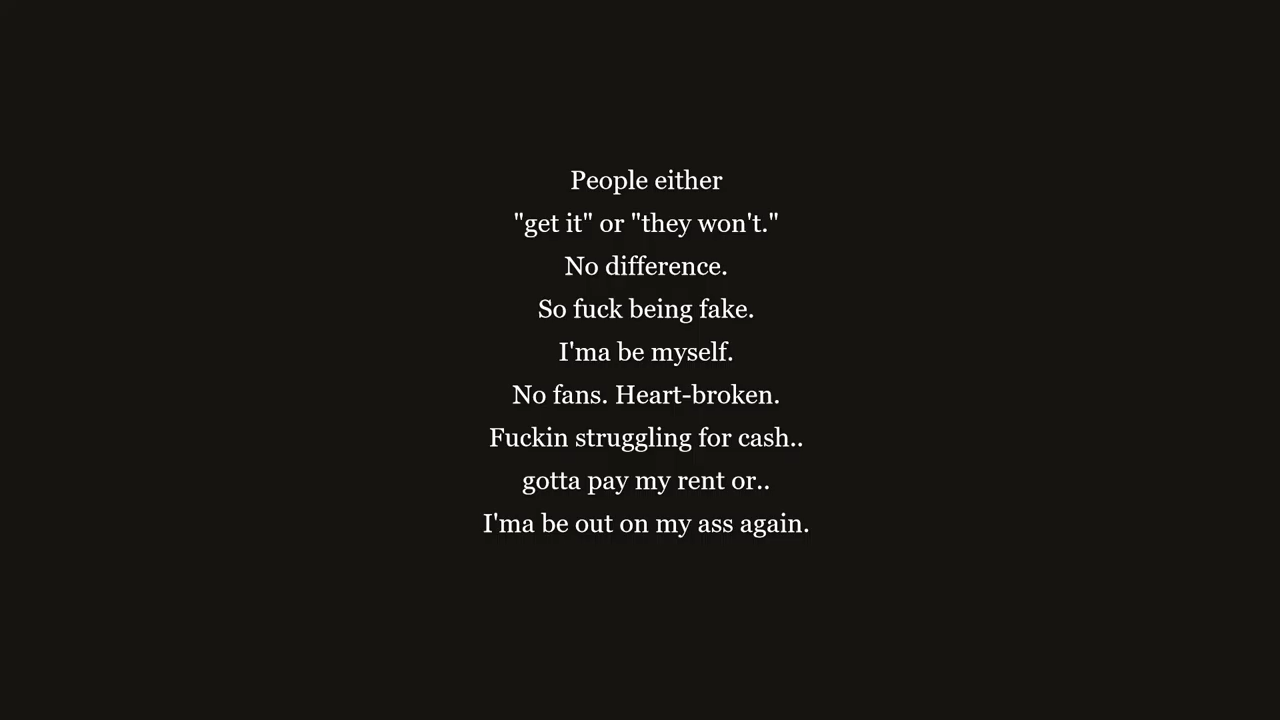 People either
"get it" or "they won't."
No difference.
So fuck being fake.
I'ma be myself.
No fans. Heart-broken.
Fuckin struggling for cash..
gotta pay my rent or..
I'ma be out on my ass again.